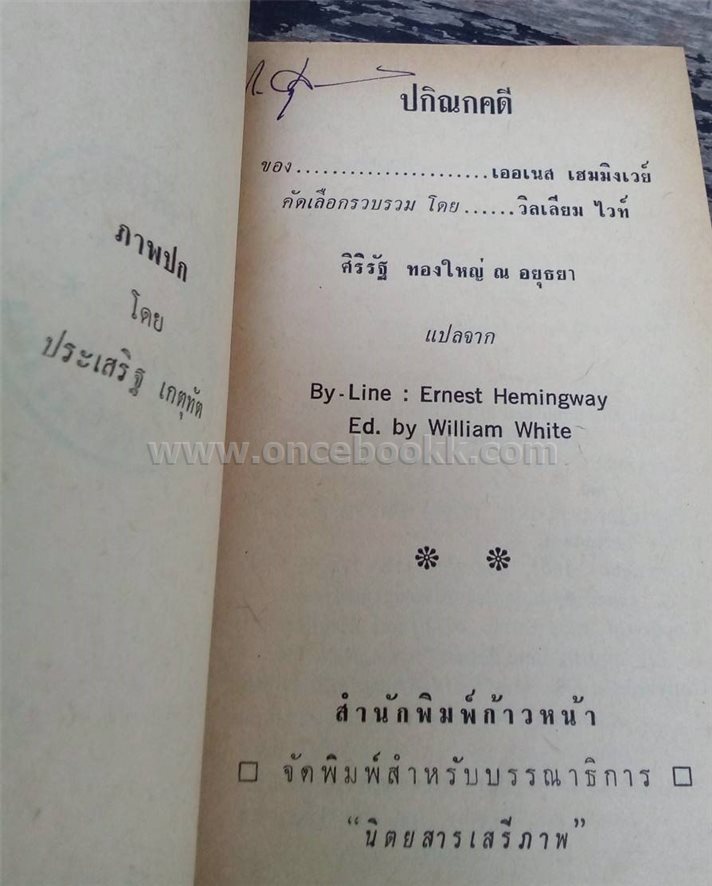 ภาพปก
โดย
ประเสริฐ เกตุทัต
ปกิณกคดี
ของ......................เออเนส เฮมมิงเวย์
คัดเลือกรวบรวม โดย......วิลเลียม ไวท์
ศิริรัฐ ทองใหญ่ ณ อยุธยา
แปลจาก
By-Line : Ernest Hemingway
Ed. by William White
www.oncebookk.com
สำนักพิมพ์ก้าวหน้า
จัดพิมพ์สำหรับบรรณาธิการ
“นิตยสารเสรีภาพ”